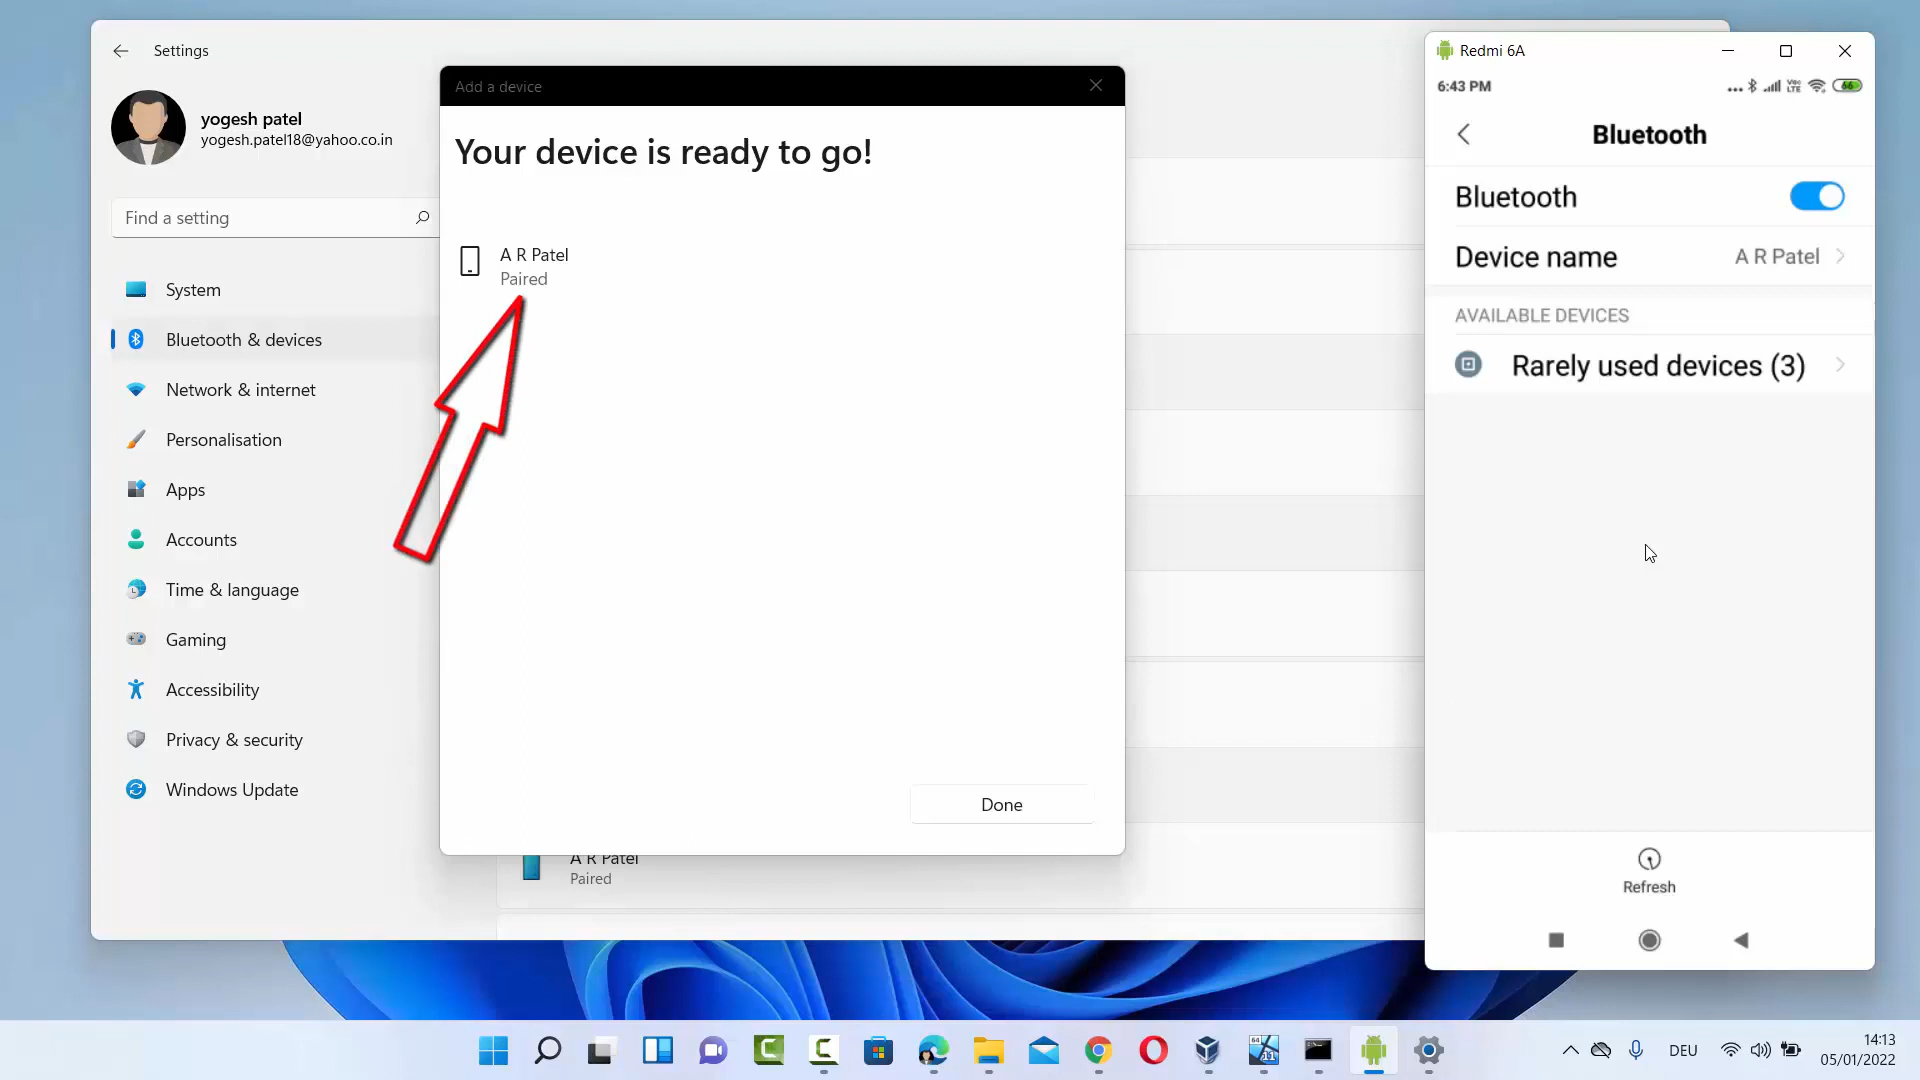 Settings
yogesh patel
yogesh.patel18@yahoo.co.in
Find a setting
System
Bluetooth & devices
Network & internet
Personalisation
Apps
Accounts
Time & language
Gaming
Accessibility
Privacy & security
Windows Update
Add a device
Your device is ready to go!
A R Patel
Paired
Done
A R Patel
Paired
Redmi 6A
6:43 PM
Bluetooth
Bluetooth
Device name
A R Patel
AVAILABLE DEVICES
Rarely used devices (3)
Refresh
DEU
14:13
05/01/2022